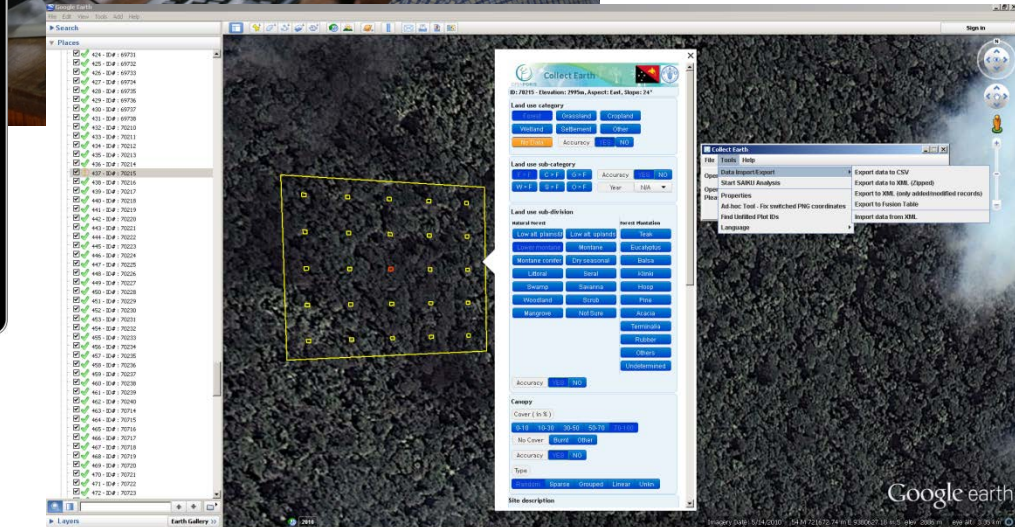 Google Earth
File Edit View Tools Add Help
Search
Sign in
Places
424 - ID# : 69731
425 - ID# : 69732
426 - ID# : 69733
427 - ID# : 69734
428 - ID# : 69735
429 - ID# : 69736
430 - ID# : 69737
431 - ID# : 69738
432 - ID# : 70210
433 - ID# : 70211
434 - ID# : 70212
435 - ID# : 70213
436 - ID# : 70214
437 - ID# : 70215
438 - ID# : 70216
439 - ID# : 70217
440 - ID# : 70218
441 - ID# : 70219
442 - ID# : 70220
443 - ID# : 70221
444 - ID# : 70222
445 - ID# : 70223
446 - ID# : 70224
447 - ID# : 70225
448 - ID# : 70226
449 - ID# : 70227
450 - ID# : 70228
451 - ID# : 70229
452 - ID# : 70230
453 - ID# : 70231
454 - ID# : 70232
455 - ID# : 70233
456 - ID# : 70234
457 - ID# : 70235
458 - ID# : 70236
459 - ID# : 70237
460 - ID# : 70238
461 - ID# : 70239
462 - ID# : 70240
463 - ID# : 70714
464 - ID# : 70715
465 - ID# : 70716
466 - ID# : 70717
467 - ID# : 70718
468 - ID# : 70719
469 - ID# : 70720
470 - ID# : 70721
471 - ID# : 70722
472 - ID# : 70723
Layers
Earth Gallery >>
Collect Earth
ID: 70215 - Elevation: 2995m, Aspect: East, Slope: 24°
Land use category
Forest Grassland Cropland
Wetland Settlement Other
No Data Accuracy YES NO
Land use sub-category
F > F C > F G > F Accuracy YES NO
W > F S > F O > F Year N/A
Land use sub-division
Natural Forest Forest Plantation
Low alt plains Low alt uplands Teak
Lower montane Montane Eucalyptus
Montane conifer Dry seasonal Balsa
Littoral Seral Klinki
Swamp Savanna Hoop
Woodland Scrub Pine
Mangrove Not Sure Acacia
Terminalia
Rubber
Others
Undetermined
Accuracy YES NO
Canopy
Cover ( In % )
0-10 10-30 30-50 50-70 70-100
No Cover Burnt Other
Accuracy YES NO
Type
Random Sparse Grouped Linear Unkn
Site description
Collect Earth
File Tools Help
Data Import/Export
Start SAIKU Analysis
Properties
Ad-hoc Tool - Fix switched PNG coordinates
Find Unfilled Plot IDs
Language
Export data to CSV
Export data to XML (Zipped)
Export to XML (only added/modified records)
Export to Fusion Table
Import data from XML
Google earth
2010
Imagery Date: 5/14/2010